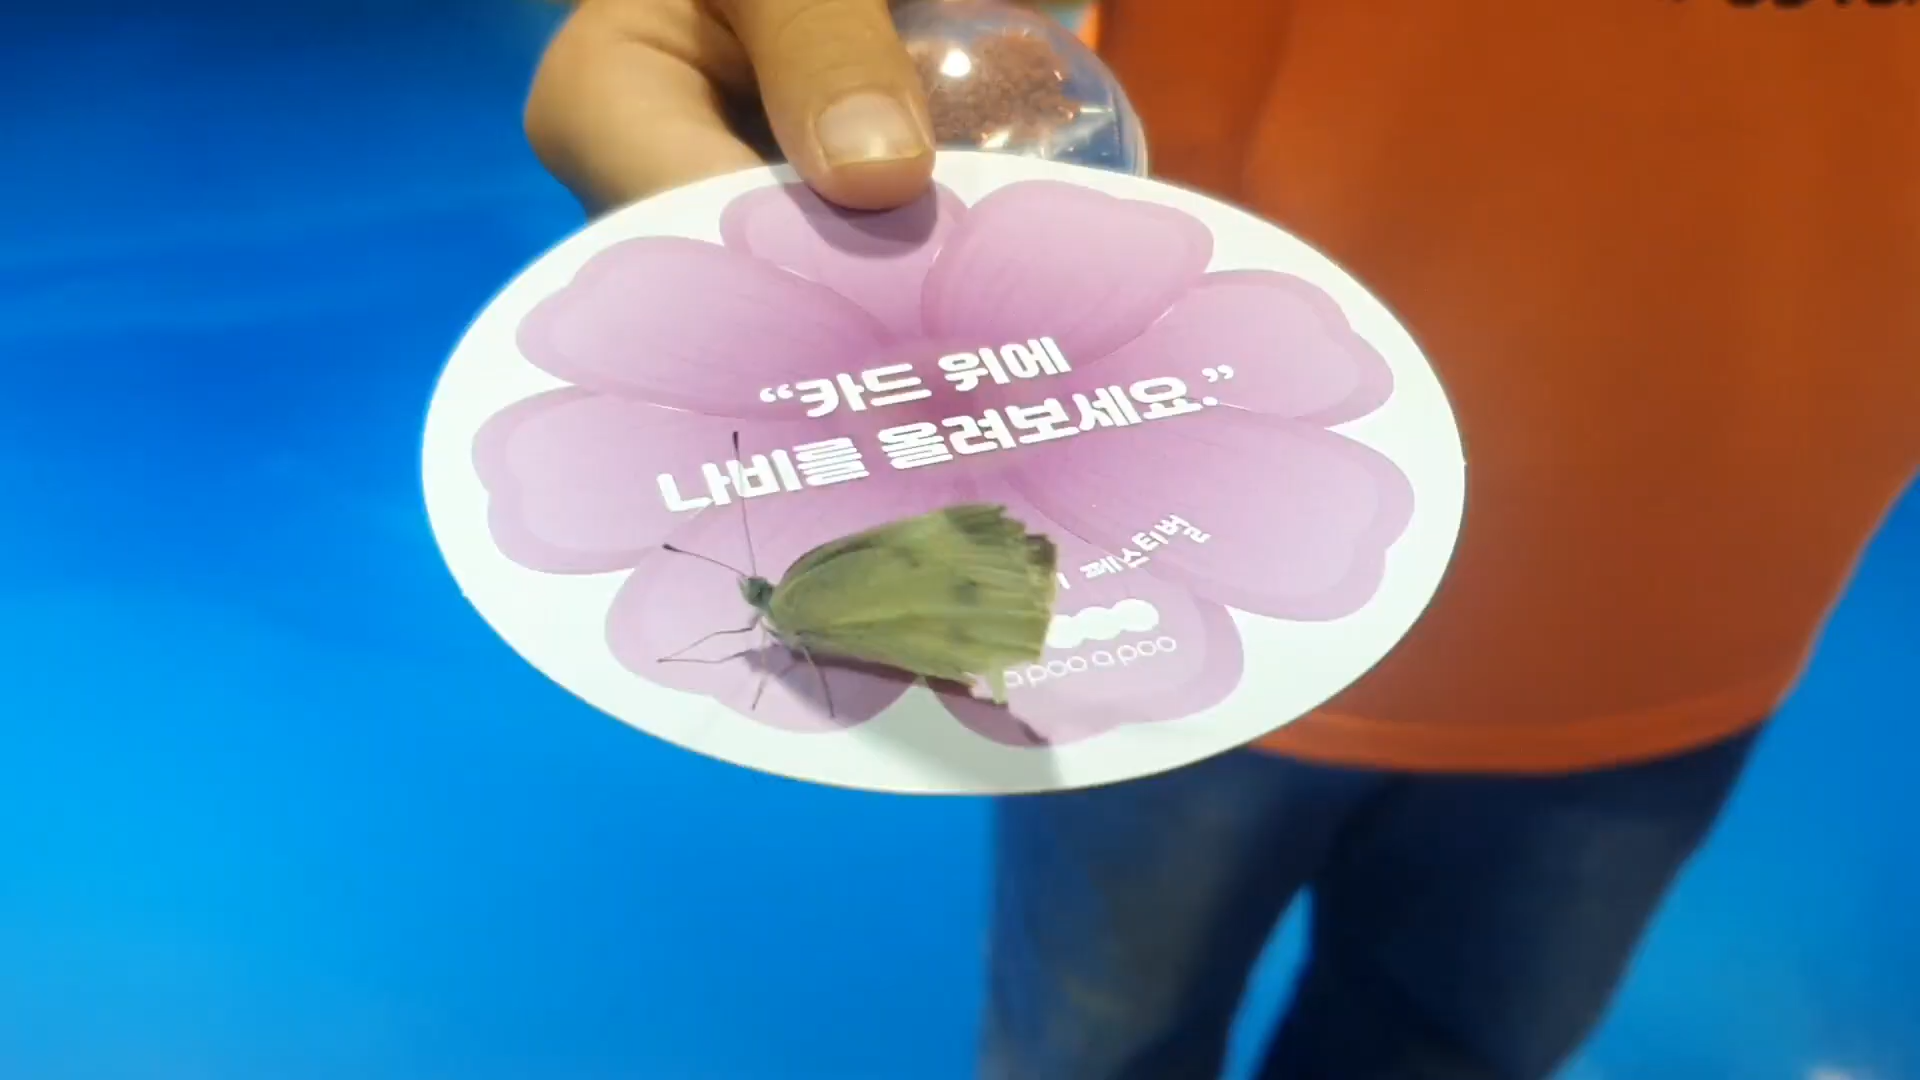 “카드 위에
나비를 올려보세요.”
페스티벌
a poo a poo